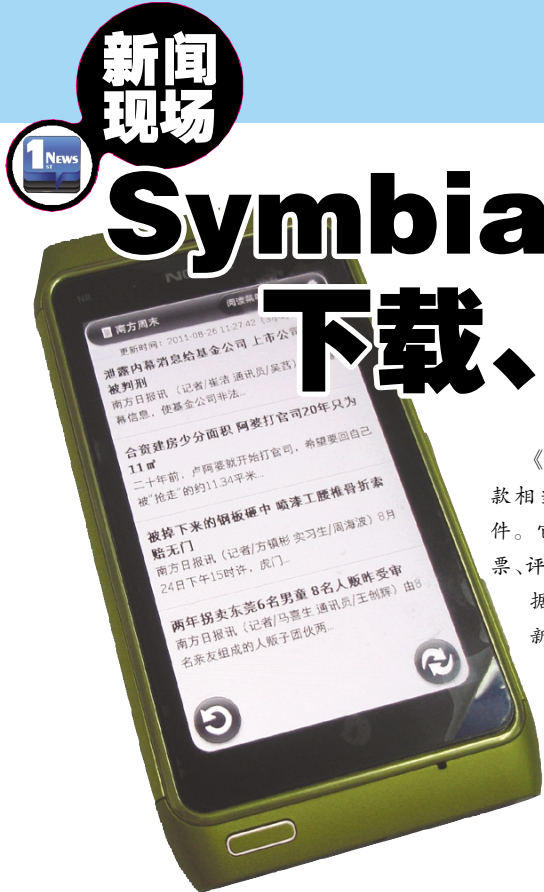 新闻
现场
1 NEWS
ST
Symbia
下载、
NO
N8
南方周末
阅读
更新时间：2011-08-26 11:27:42
泄露内幕消息给基金公司 上市公司
被判刑
南方日报讯（记者/崔洁 通讯员/吴
幕信息，使基金公司非法...
合资建房少分面积 阿婆打官司20年只为
11㎡
二十年前，卢阿婆就开始打官司，希望要回自己
被“抢走”的约11.34平米...
被掉下来的钢板砸中 喷漆工腰椎骨折索
赔无门
南方日报讯（记者/方镇彬 实习生/周海波）8月
24日下午15时许，虎门...
两年拐卖东莞6名男童 8名人贩昨受审
南方日报讯（记者/马喜生 通讯员/王创辉）由8
名亲友组成的人贩子团伙两...
《
款相
件。官
票、评
据
新